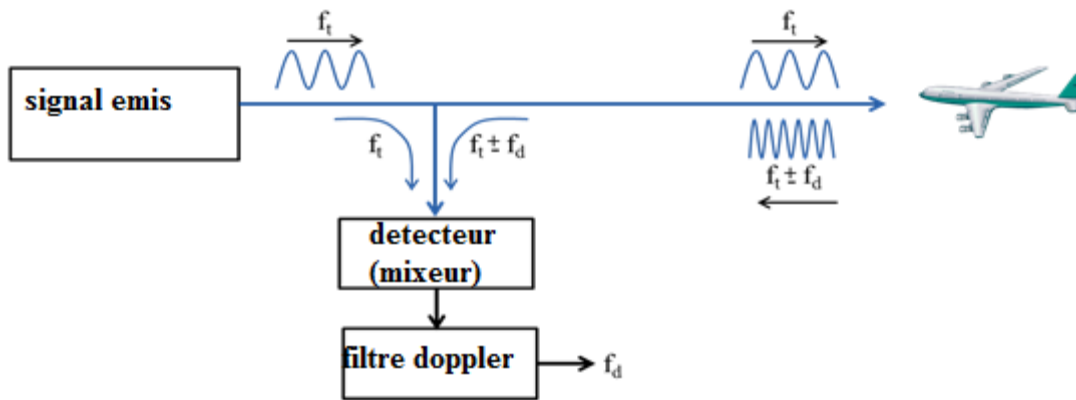 f_t
f_t
signal emis
f_t
f_t ± f_d
f_t ± f_d
detecteur
(mixeur)
filtre doppler
f_d